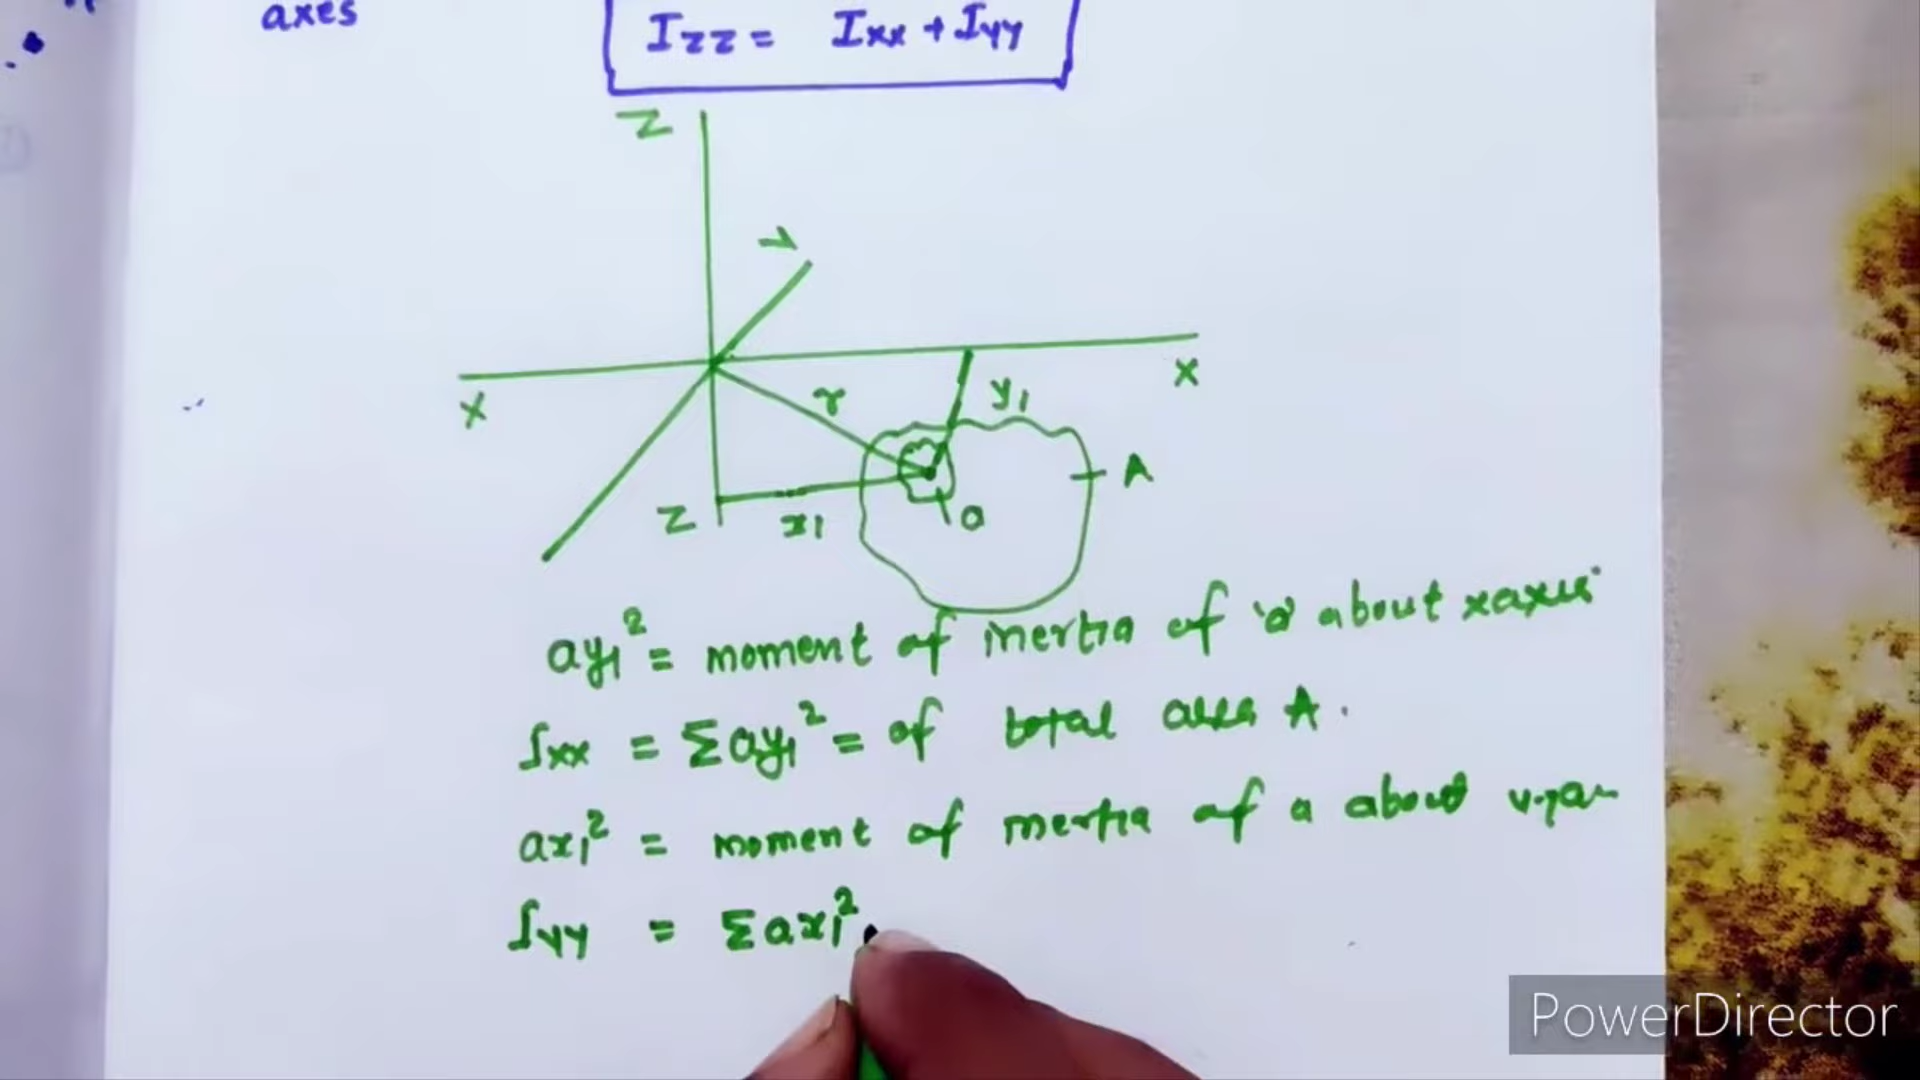 axes
Izz = Ixx + Iyy
Z
Y
X
X
r
y1
A
a
Z
x1
ay1² = moment of inertia of 'a' about x axis
Ixx = Σay1² = of total area A.
ax1² = moment of inertia of a about
Iyy = Σax1²
PowerDirector